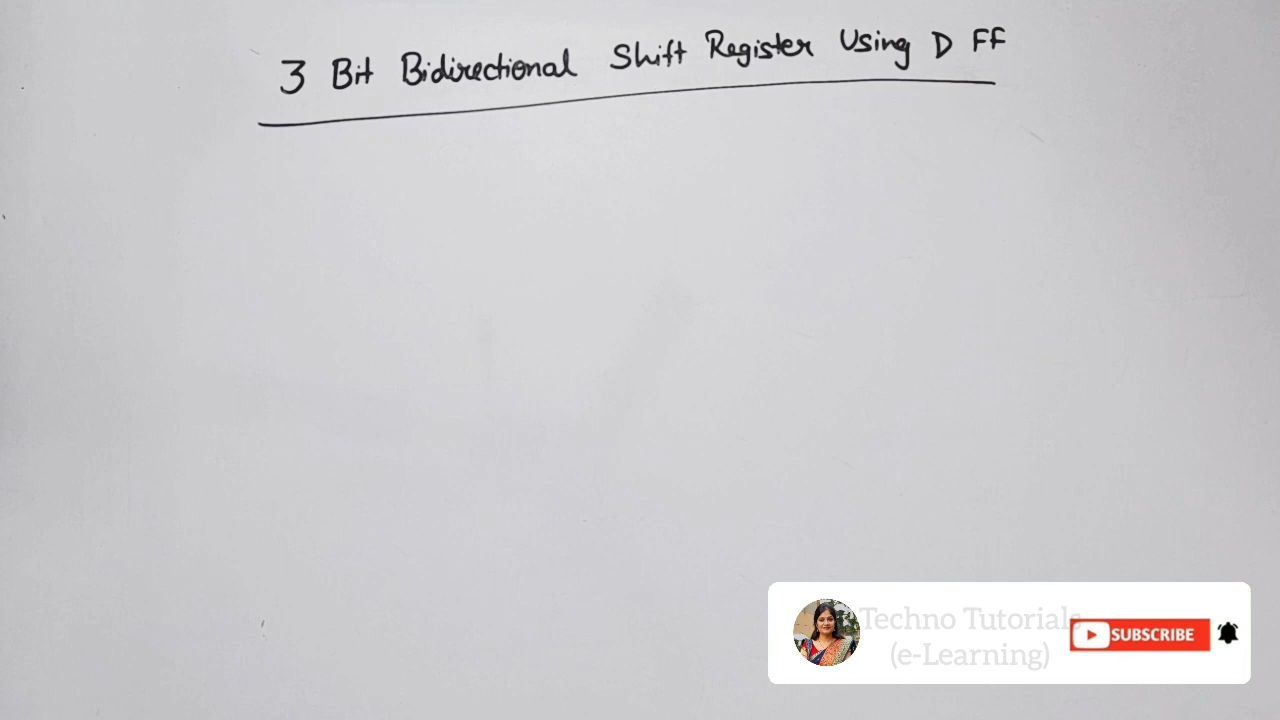 3 Bit Bidirectional Shift Register Using D FF
Techno Tutorials
(e-Learning)
SUBSCRIBE